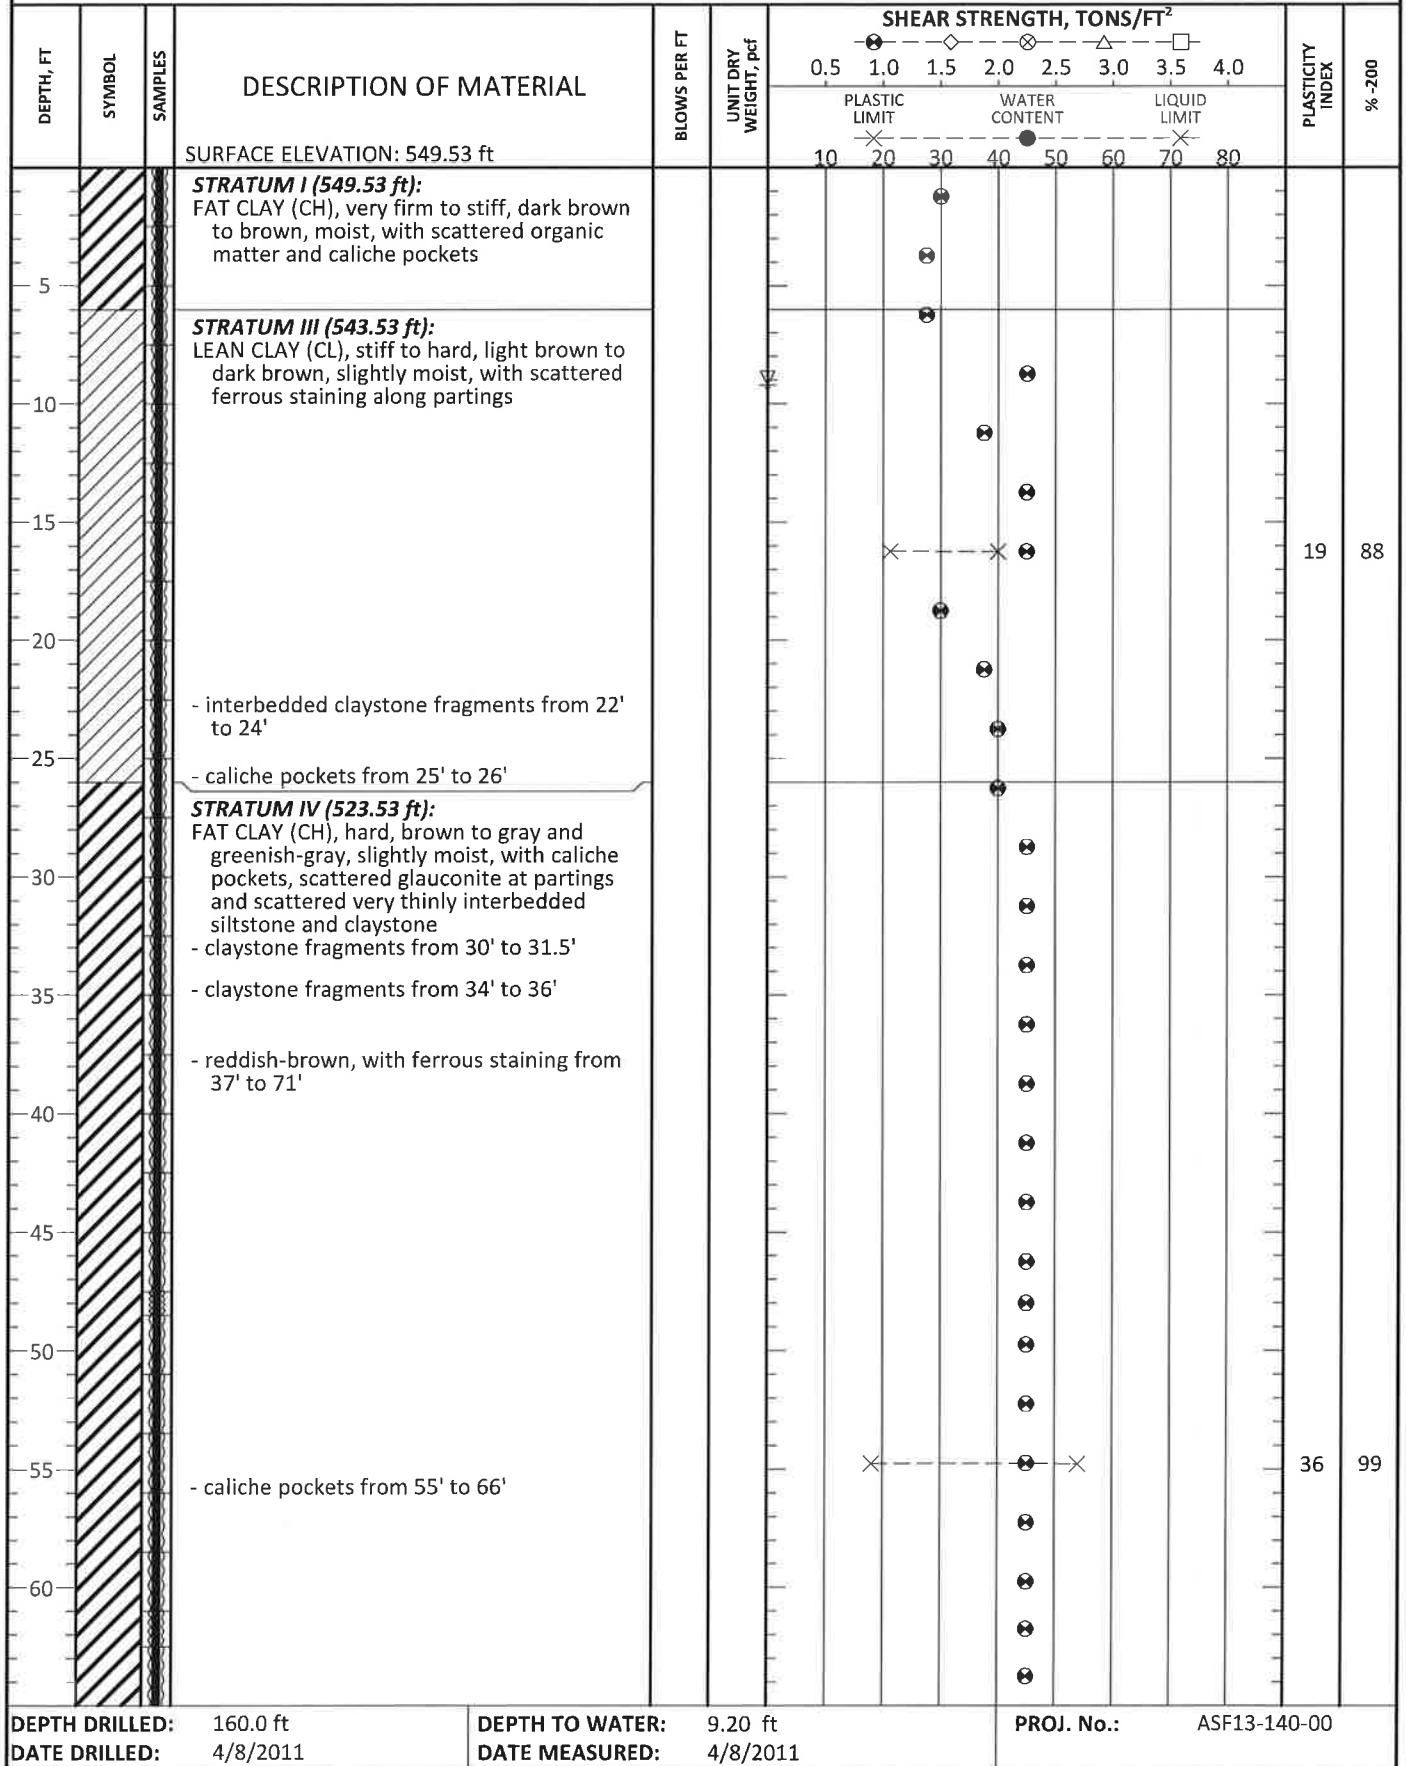 DEPTH, FT
SYMBOL
SAMPLES
DESCRIPTION OF MATERIAL
SURFACE ELEVATION: 549.53 ft
BLOWS PER FT
UNIT DRY
WEIGHT, pcf
SHEAR STRENGTH, TONS/FT²
0.5 1.0 1.5 2.0 2.5 3.0 3.5 4.0
PLASTIC
LIMIT
WATER
CONTENT
LIQUID
LIMIT
10 20 30 40 50 60 70 80
PLASTICITY
INDEX
% -200
STRATUM I (549.53 ft):
FAT CLAY (CH), very firm to stiff, dark brown
to brown, moist, with scattered organic
matter and caliche pockets
5
STRATUM III (543.53 ft):
LEAN CLAY (CL), stiff to hard, light brown to
dark brown, slightly moist, with scattered
ferrous staining along partings
10
15
19 88
20
- interbedded claystone fragments from 22'
to 24'
25
- caliche pockets from 25' to 26'
STRATUM IV (523.53 ft):
FAT CLAY (CH), hard, brown to gray and
greenish-gray, slightly moist, with caliche
pockets, scattered glauconite at partings
and scattered very thinly interbedded
siltstone and claystone
30
- claystone fragments from 30' to 31.5'
- claystone fragments from 34' to 36'
35
- reddish-brown, with ferrous staining from
37' to 71'
40
45
50
55
36 99
- caliche pockets from 55' to 66'
60
DEPTH DRILLED: 160.0 ft
DATE DRILLED: 4/8/2011
DEPTH TO WATER: 9.20 ft
DATE MEASURED: 4/8/2011
PROJ. No.: ASF13-140-00